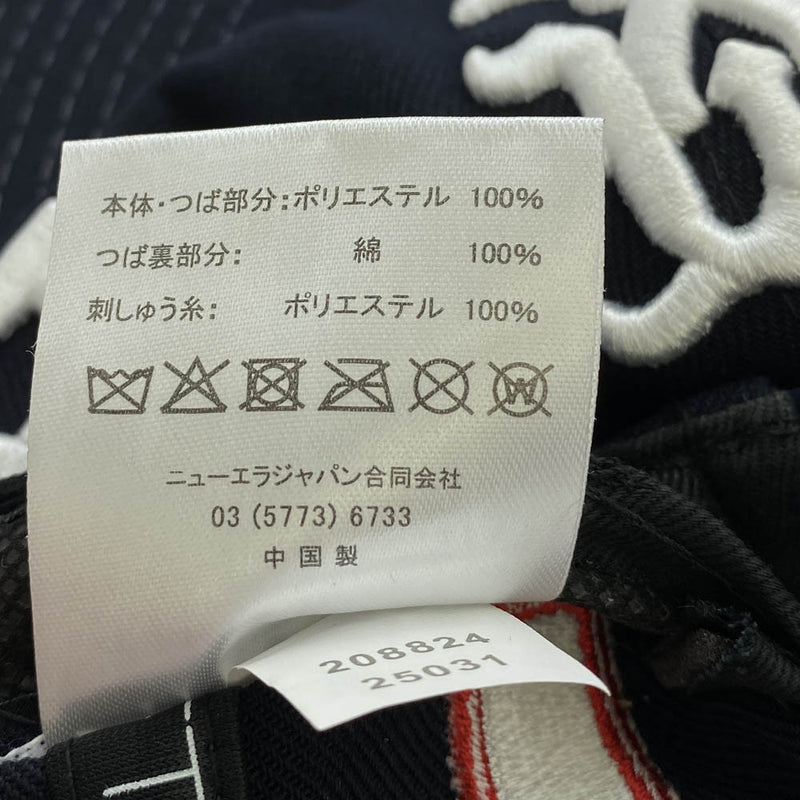 本体・つば部分:ポリエステル 100%
つば裏部分: 綿 100%
刺しゅう糸: ポリエステル 100%
W
ニューエラジャパン合同会社
03 (5773) 6733
中国製
208824
25031